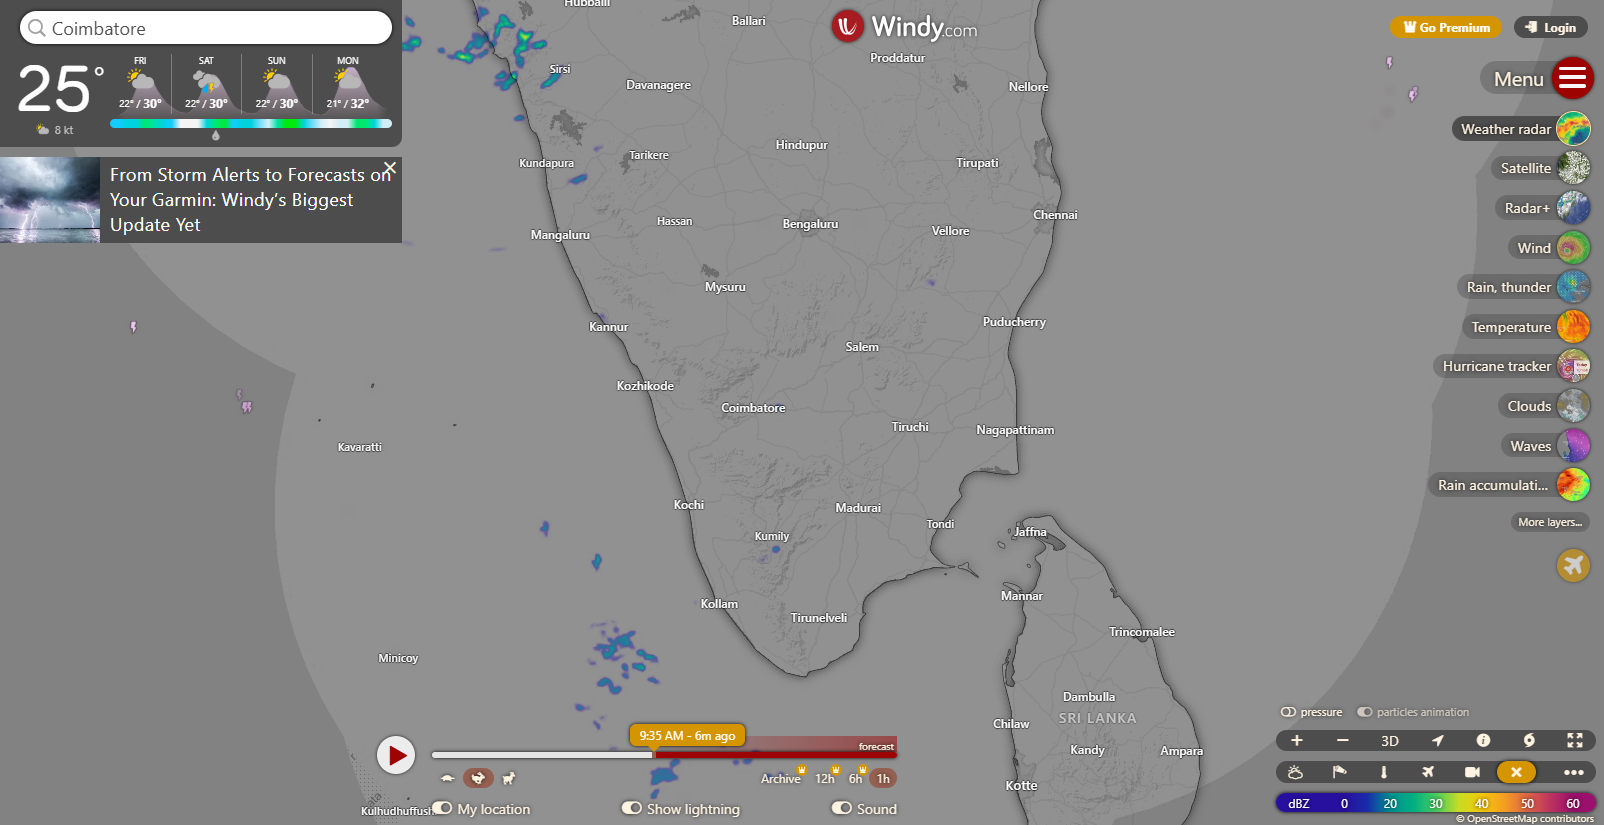 Coimbatore
25°
8 kt
FRI
22° / 30°
SAT
22° / 30°
SUN
22° / 30°
MON
21° / 32°
From Storm Alerts to Forecasts on
Your Garmin: Windy's Biggest
Update Yet
Windy.com
Go Premium
Login
Menu
Weather radar
Satellite
Radar+
Wind
Rain, thunder
Temperature
Hurricane tracker
Clouds
Waves
Rain accumulati...
More layers...
Hubballi
Ballari
Proddatur
Sirsi
Davanagere
Nellore
Hindupur
Kundapura
Tarikere
Tirupati
Hassan
Bengaluru
Chennai
Mangaluru
Vellore
Mysuru
Kannur
Puducherry
Salem
Kozhikode
Coimbatore
Tiruchi
Nagapattinam
Kavaratti
Kochi
Madurai
Tondi
Jaffna
Kumily
Mannar
Kollam
Tirunelveli
Trincomalee
Minicoy
Dambulla
SRI LANKA
Chilaw
Kandy
Ampara
Kotte
Kulhudhuffushi
9:35 AM - 6m ago
forecast
Archive
12h
6h
1h
My location
Show lightning
Sound
pressure
particles animation
+
−
3D
dBZ
0
20
30
40
50
60
© OpenStreetMap contributors